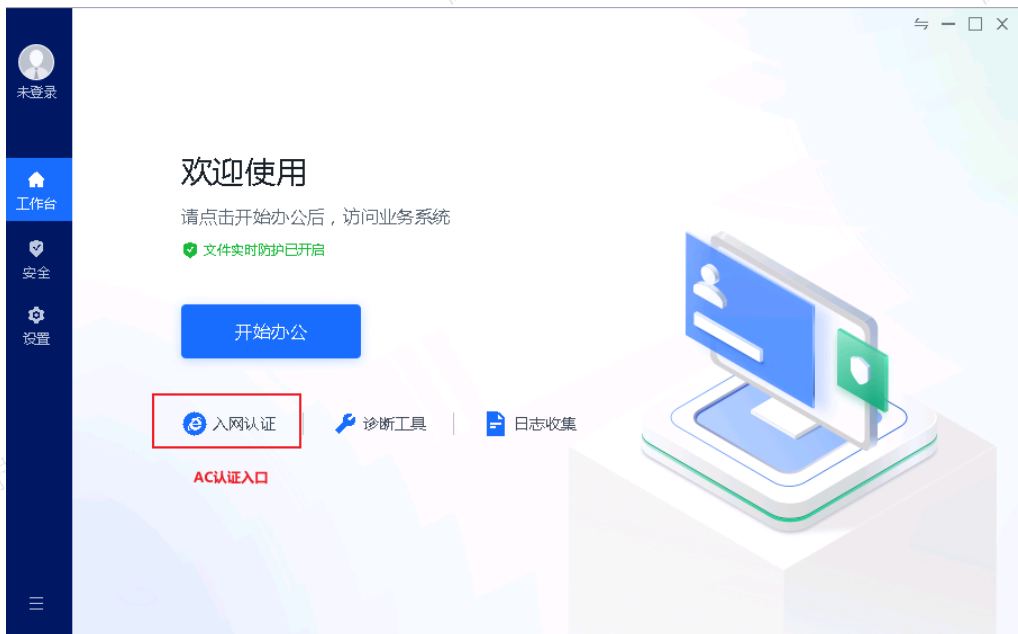 未登录
工作台
安全
设置
欢迎使用
请点击开始办公后，访问业务系统
文件实时防护已开启
开始办公
入网认证
诊断工具
日志收集
AC认证入口